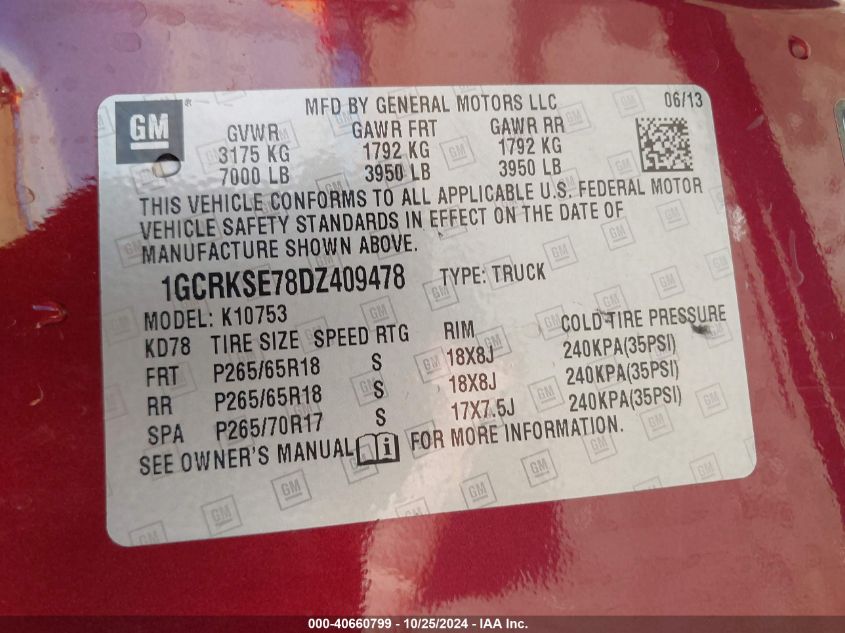 GM ®
MFD BY GENERAL MOTORS LLC 06/13
GVWR GAWR FRT GAWR RR
3175 KG 1792 KG 1792 KG
7000 LB 3950 LB 3950 LB
THIS VEHICLE CONFORMS TO ALL APPLICABLE U.S. FEDERAL MOTOR
VEHICLE SAFETY STANDARDS IN EFFECT ON THE DATE OF
MANUFACTURE SHOWN ABOVE.
1GCRKSE78DZ409478 TYPE: TRUCK
MODEL: K10753
KD78 TIRE SIZE SPEED RTG RIM COLD TIRE PRESSURE
FRT P265/65R18 S 18X8J 240KPA(35PSI)
RR P265/65R18 S 18X8J 240KPA(35PSI)
SPA P265/70R17 S 17X7.5J 240KPA(35PSI)
SEE OWNER'S MANUAL i FOR MORE INFORMATION.
000-40660799 - 10/25/2024 - IAA Inc.